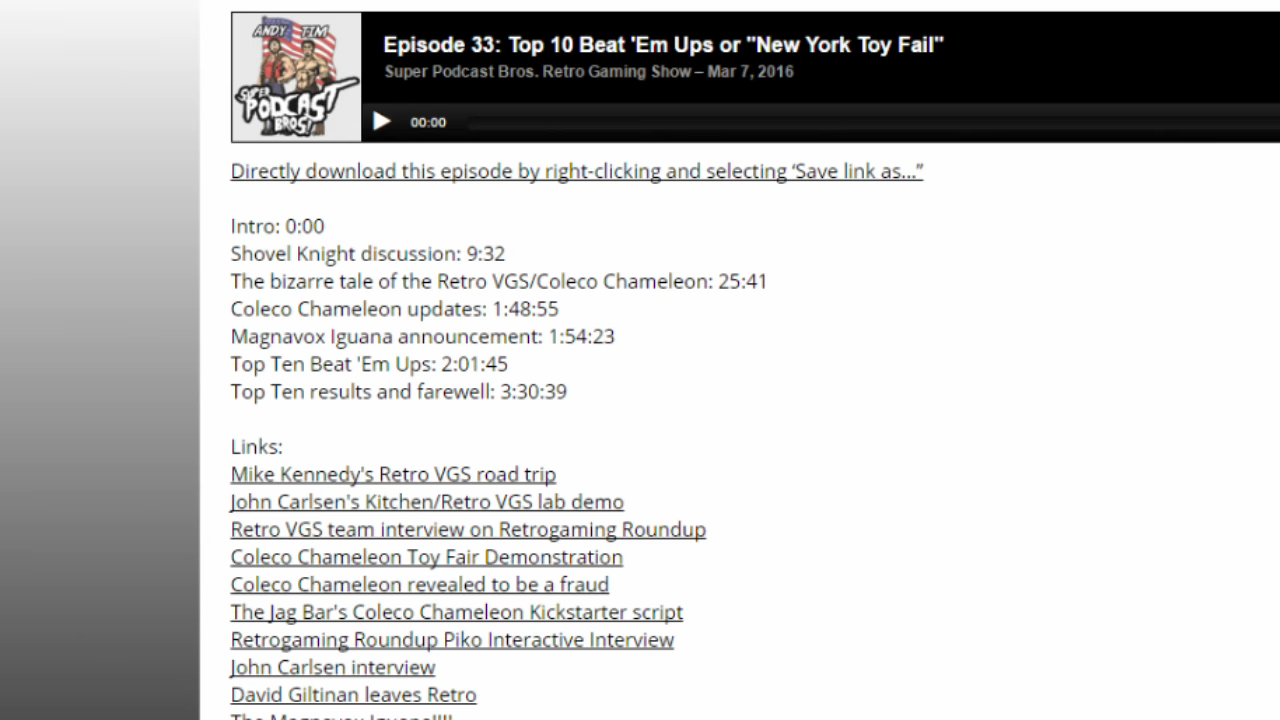 ANDY TIM
SUPER
PODCAST
BROS!
Episode 33: Top 10 Beat 'Em Ups or "New York Toy Fail"
Super Podcast Bros. Retro Gaming Show – Mar 7, 2016
00:00
Directly download this episode by right-clicking and selecting ‘Save link as...”
Intro: 0:00
Shovel Knight discussion: 9:32
The bizarre tale of the Retro VGS/Coleco Chameleon: 25:41
Coleco Chameleon updates: 1:48:55
Magnavox Iguana announcement: 1:54:23
Top Ten Beat 'Em Ups: 2:01:45
Top Ten results and farewell: 3:30:39
Links:
Mike Kennedy's Retro VGS road trip
John Carlsen's Kitchen/Retro VGS lab demo
Retro VGS team interview on Retrogaming Roundup
Coleco Chameleon Toy Fair Demonstration
Coleco Chameleon revealed to be a fraud
The Jag Bar's Coleco Chameleon Kickstarter script
Retrogaming Roundup Piko Interactive Interview
John Carlsen interview
David Giltinan leaves Retro
The Magnavox Iguana!!!!